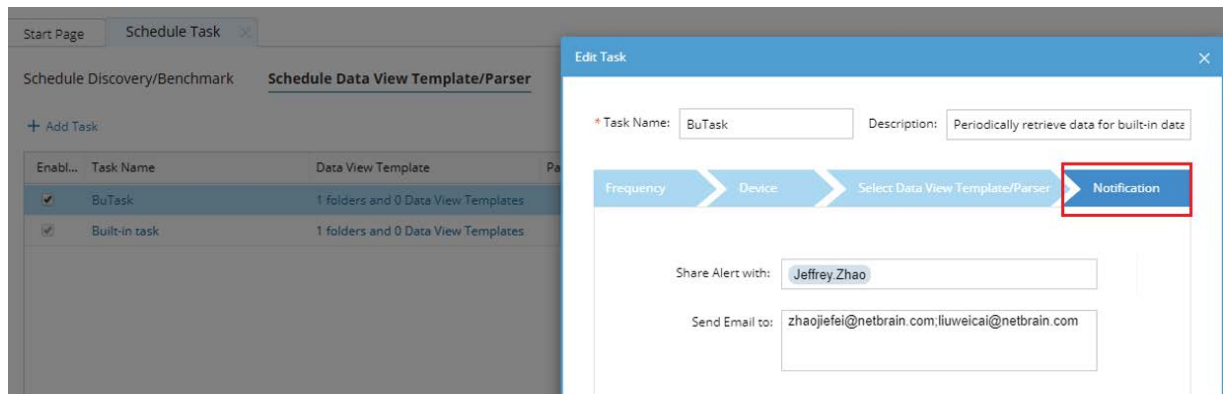 Start Page
Schedule Task
Schedule Discovery/Benchmark
Schedule Data View Template/Parser
+ Add Task
Enabl... Task Name Data View Template Pa
BuTask 1 folders and 0 Data View Templates
Built-in task 1 folders and 0 Data View Templates
Edit Task
* Task Name: BuTask Description: Periodically retrieve data for built-in data
Frequency Device Select Data View Template/Parser Notification
Share Alert with: Jeffrey.Zhao
Send Email to: zhaojiefei@netbrain.com;liuweicai@netbrain.com